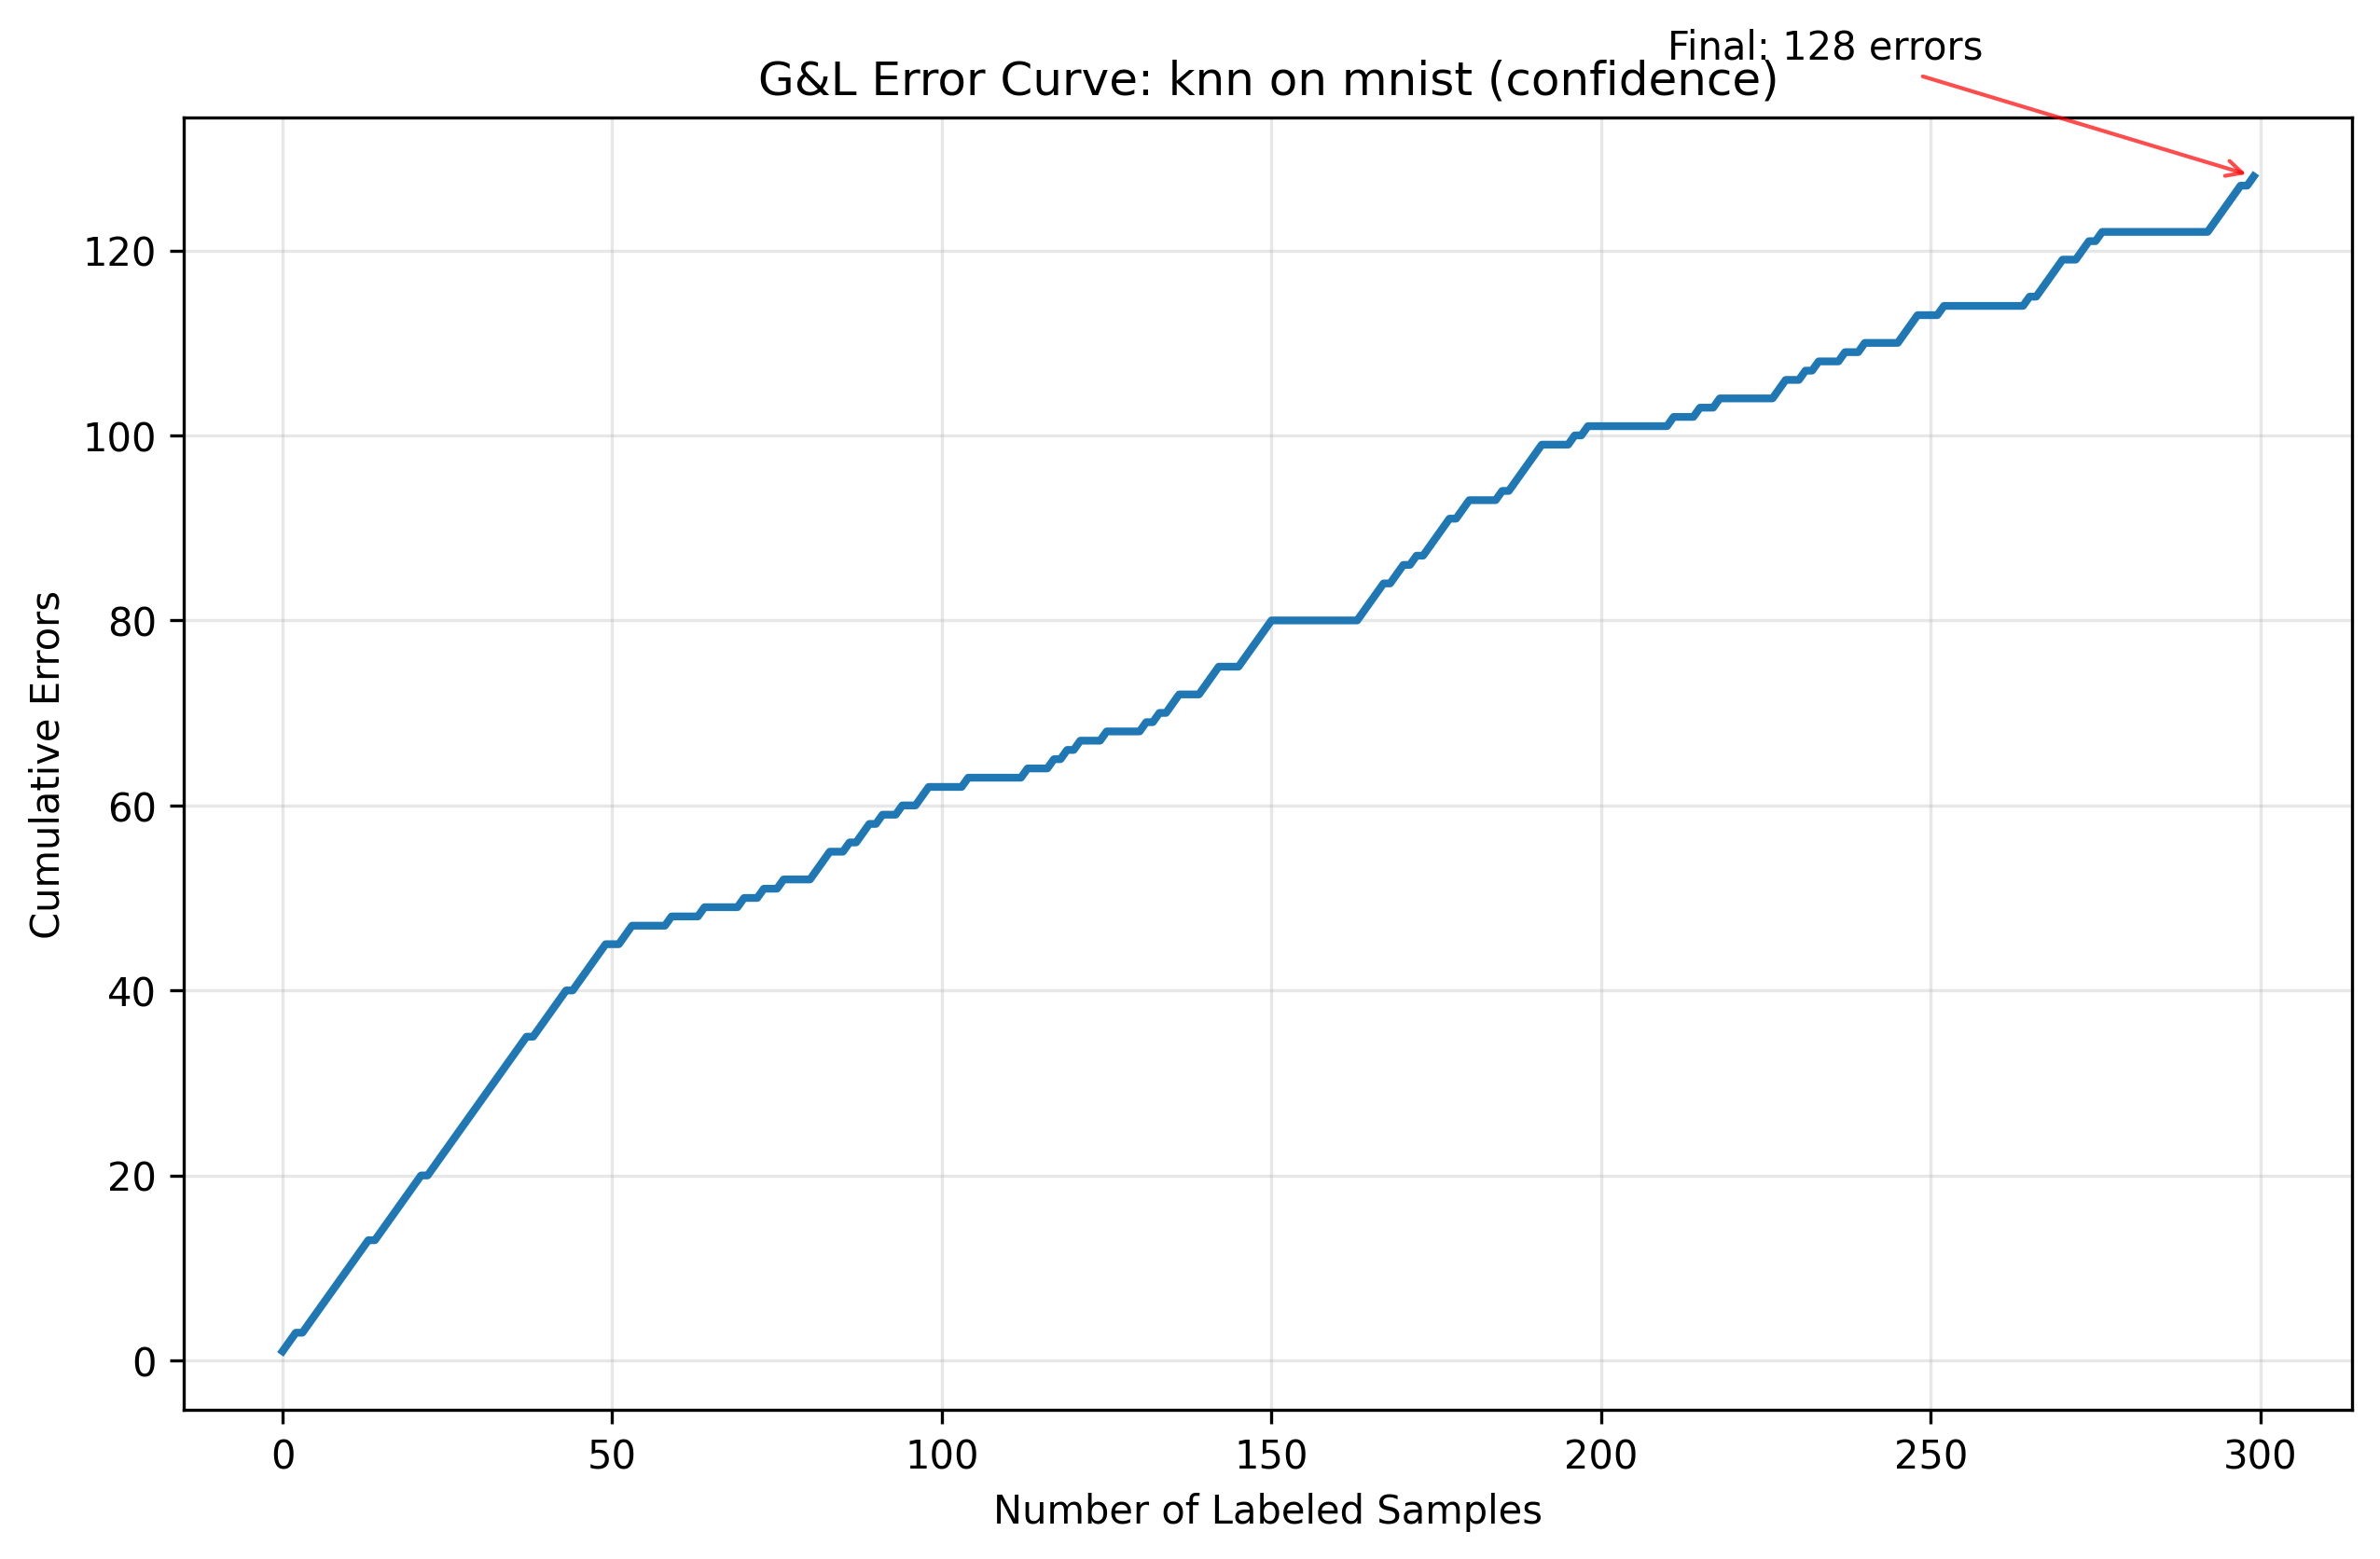 Final: 128 errors
G&L Error Curve: knn on mnist (confidence)
120
100
80
60
40
20
0
Cumulative Errors
0 50 100 150 200 250 300
Number of Labeled Samples